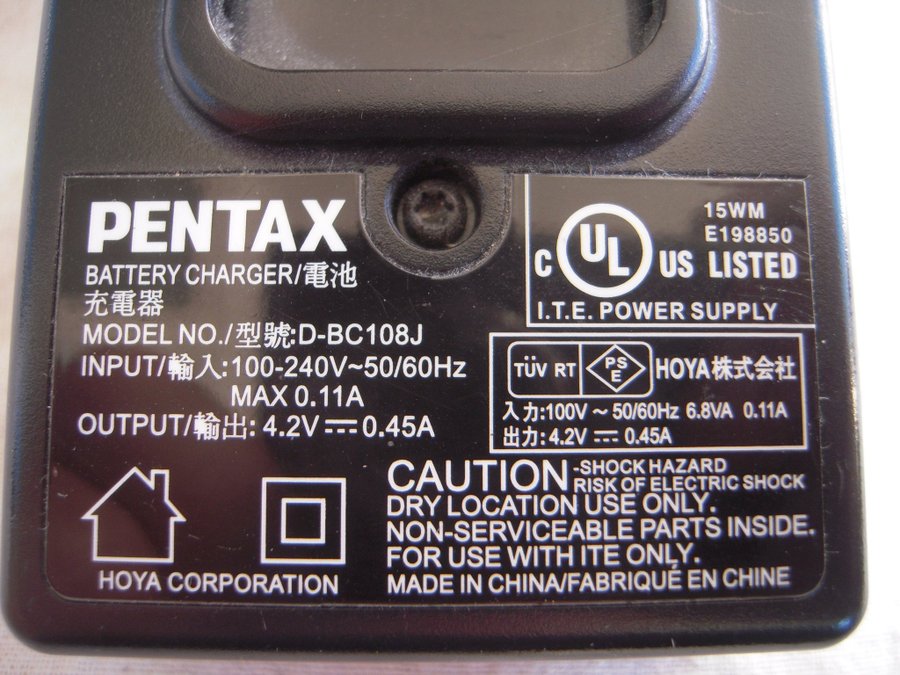 PENTAX
BATTERY CHARGER/電池
充電器
MODEL NO./型號:D-BC108J
INPUT/輸入:100-240V~50/60Hz
MAX 0.11A
OUTPUT/輸出: 4.2V⎓0.45A
HOYA CORPORATION
15WM
E198850
C UL US LISTED
I.T.E. POWER SUPPLY
TÜV RT PSE HOYA株式会社
入力:100V ~ 50/60Hz 6.8VA 0.11A
出力:4.2V ⎓ 0.45A
CAUTION -SHOCK HAZARD
RISK OF ELECTRIC SHOCK
DRY LOCATION USE ONLY.
NON-SERVICEABLE PARTS INSIDE.
FOR USE WITH ITE ONLY.
MADE IN CHINA/FABRIQUÉ EN CHINE